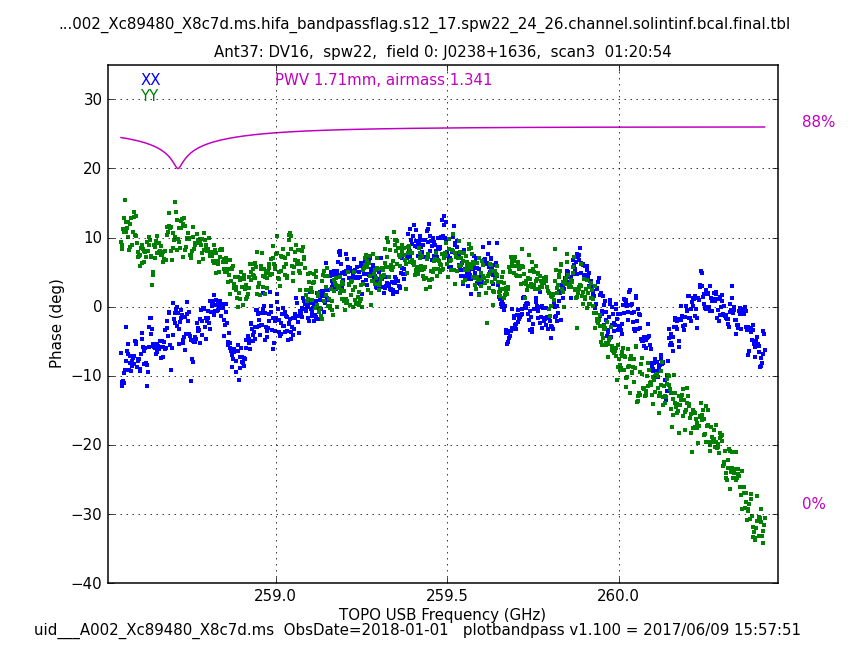 ...002_Xc89480_X8c7d.ms.hifa_bandpassflag.s12_17.spw22_24_26.channel.solintinf.bcal.final.tbl
Ant37: DV16, spw22, field 0: J0238+1636, scan3 01:20:54
XX
PWV 1.71mm, airmass 1.341
YY
30
88%
20
10
0
−10
−20
−30
0%
−40
Phase (deg)
259.0 259.5 260.0
TOPO USB Frequency (GHz)
uid___A002_Xc89480_X8c7d.ms ObsDate=2018-01-01 plotbandpass v1.100 = 2017/06/09 15:57:51